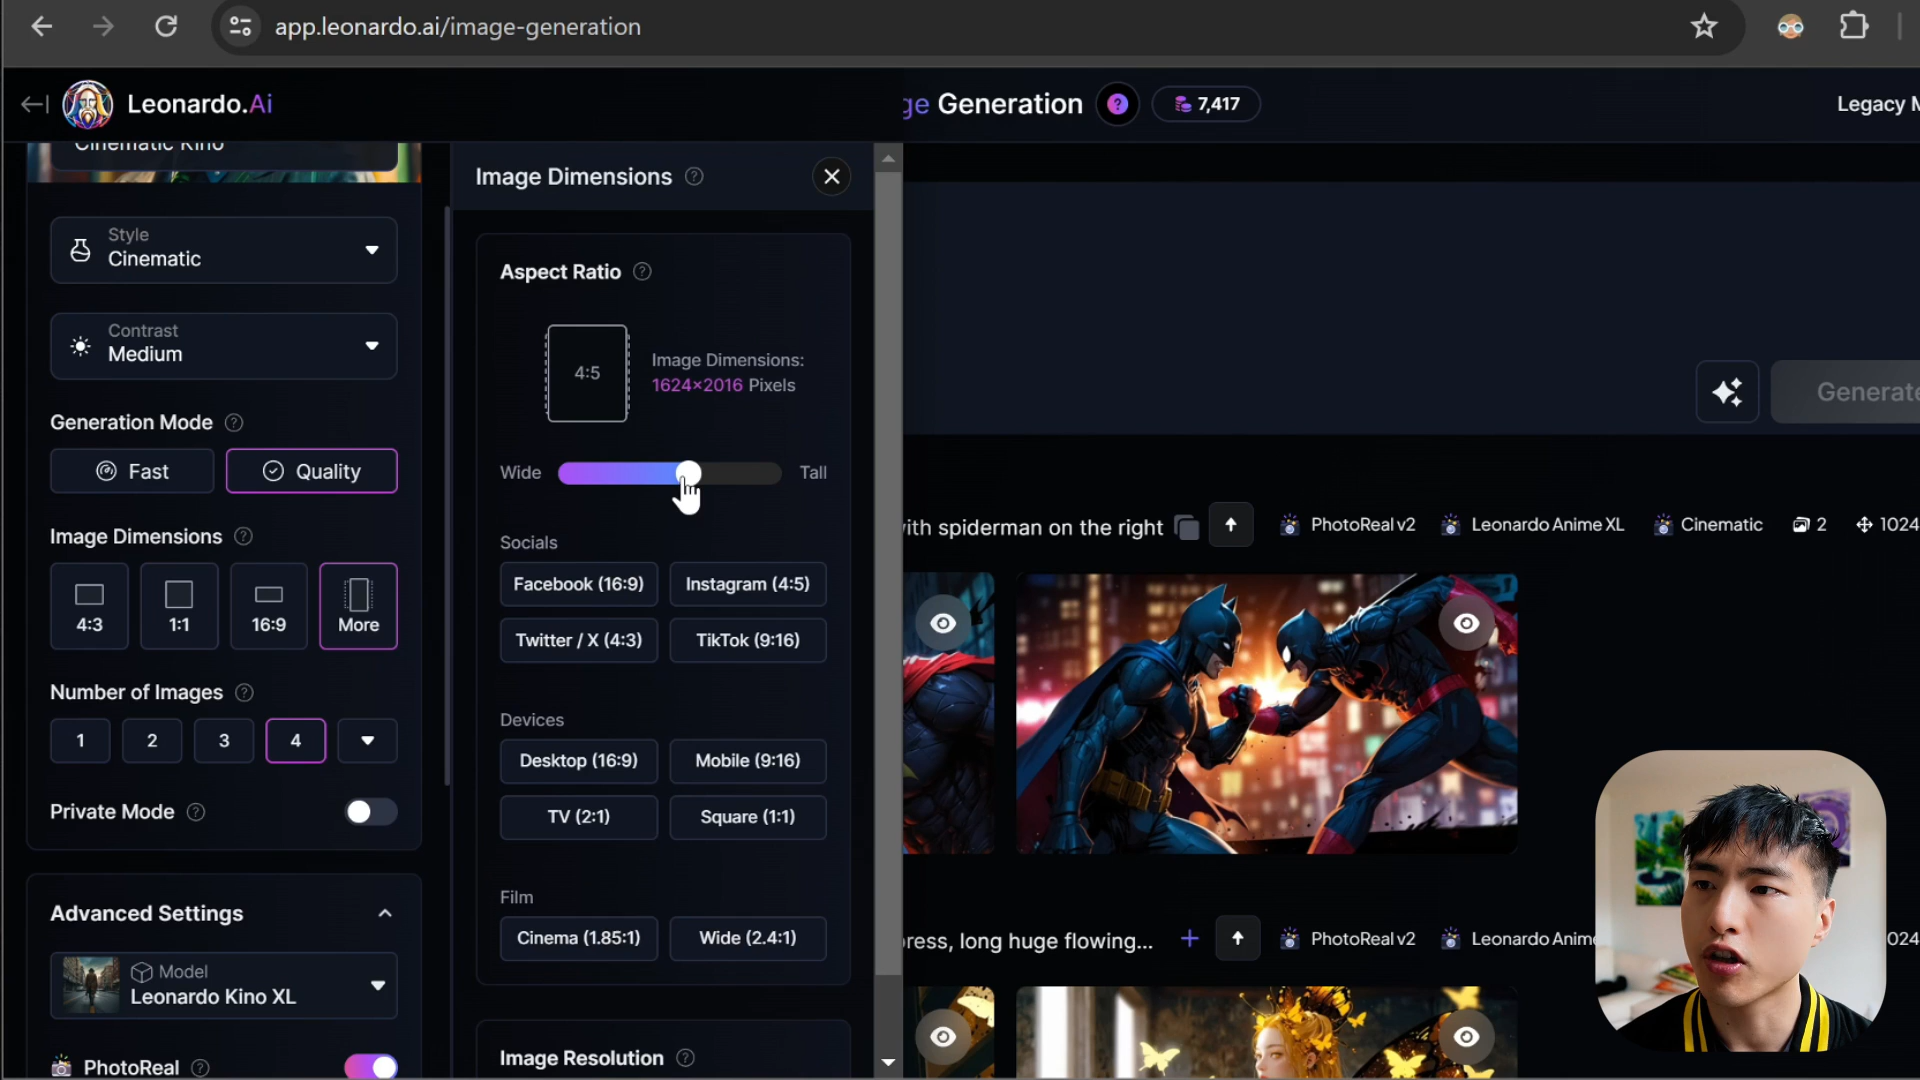 app.leonardo.ai/image-generation
Leonardo.Ai
ge Generation
?
7,417
Legacy M
Cinematic Kino
Style
Cinematic
Contrast
Medium
Generation Mode ?
Fast
Quality
Image Dimensions ?
4:3
1:1
16:9
More
Number of Images ?
1
2
3
4
Private Mode ?
Advanced Settings
Model
Leonardo Kino XL
PhotoReal ?
Image Dimensions ?
Aspect Ratio ?
4:5
Image Dimensions:
1624×2016 Pixels
Wide
Tall
Socials
Facebook (16:9)
Instagram (4:5)
Twitter / X (4:3)
TikTok (9:16)
Devices
Desktop (16:9)
Mobile (9:16)
TV (2:1)
Square (1:1)
Film
Cinema (1.85:1)
Wide (2.4:1)
Image Resolution ?
Generate
with spiderman on the right
PhotoReal v2
Leonardo Anime XL
Cinematic
2
1024
press, long huge flowing...
PhotoReal v2
Leonardo Anime
024